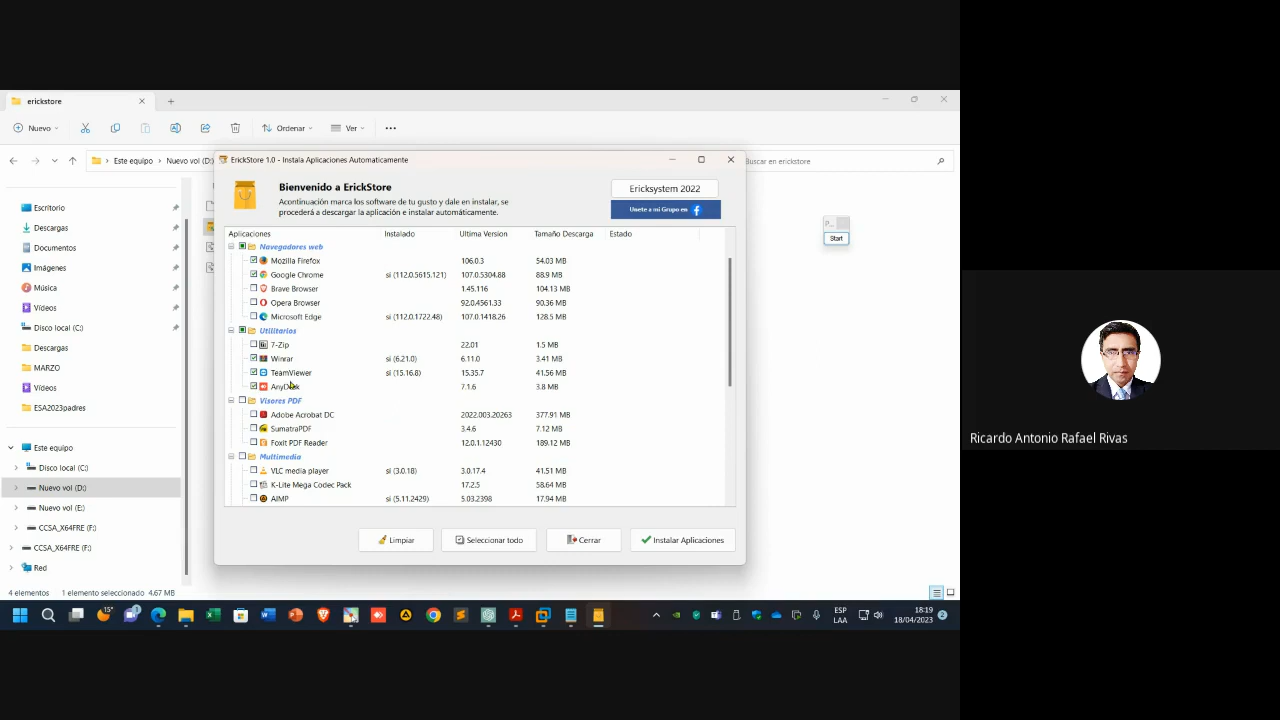 erickstore
Nuevo
Ordenar
Ver
Este equipo
Nuevo vol (D:)
Buscar en erickstore
Escritorio
Descargas
Documentos
Imágenes
Música
Vídeos
Disco local (C:)
Descargas
MARZO
Vídeos
ESA2023padres
Este equipo
Disco local (C:)
Nuevo vol (D:)
Nuevo vol (E:)
CCSA_X64FRE (F:)
CCSA_X64FRE (F:)
Red
4 elementos 1 elemento seleccionado 4.67 MB
ErickStore 1.0 - Instala Aplicaciones Automaticamente
Bienvenido a ErickStore
Acontinuación marca los software de tu gusto y dale en instalar, se
procederá a descargar la aplicación e instalar automáticamente.
Ericksystem 2022
Unete a mi Grupo en
Aplicaciones Instalado Ultima Version Tamaño Descarga Estado
Navegadores web
Mozilla Firefox 106.0.3 54.03 MB
Google Chrome si (112.0.5615.121) 107.0.5304.88 88.9 MB
Brave Browser 1.45.116 104.13 MB
Opera Browser 92.0.4561.33 90.36 MB
Microsoft Edge si (112.0.1722.48) 107.0.1418.26 128.5 MB
Utilitarios
7-Zip 22.01 1.5 MB
Winrar si (6.21.0) 6.11.0 3.41 MB
TeamViewer si (15.16.8) 15.35.7 41.56 MB
AnyDesk 7.1.6 3.8 MB
Visores PDF
Adobe Acrobat DC 2022.003.20263 377.91 MB
SumatraPDF 3.4.6 7.12 MB
Foxit PDF Reader 12.0.1.12430 189.12 MB
Multimedia
VLC media player si (3.0.18) 3.0.17.4 41.51 MB
K-Lite Mega Codec Pack 17.2.5 58.64 MB
AIMP si (5.11.2429) 5.03.2398 17.94 MB
Limpiar
Seleccionar todo
Cerrar
Instalar Aplicaciones
Start
15°
ESP
LAA
18:19
18/04/2023
2
Ricardo Antonio Rafael Rivas